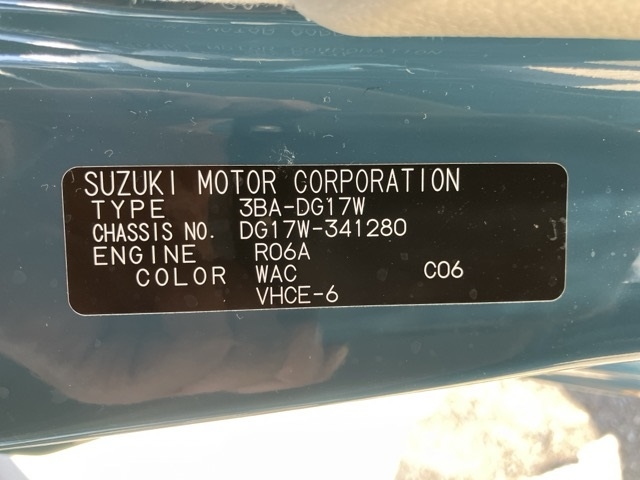 SUZUKI MOTOR CORPORATION
TYPE 3BA-DG17W
CHASSIS NO. DG17W-341280
ENGINE R06A
COLOR WAC C06
VHCE-6